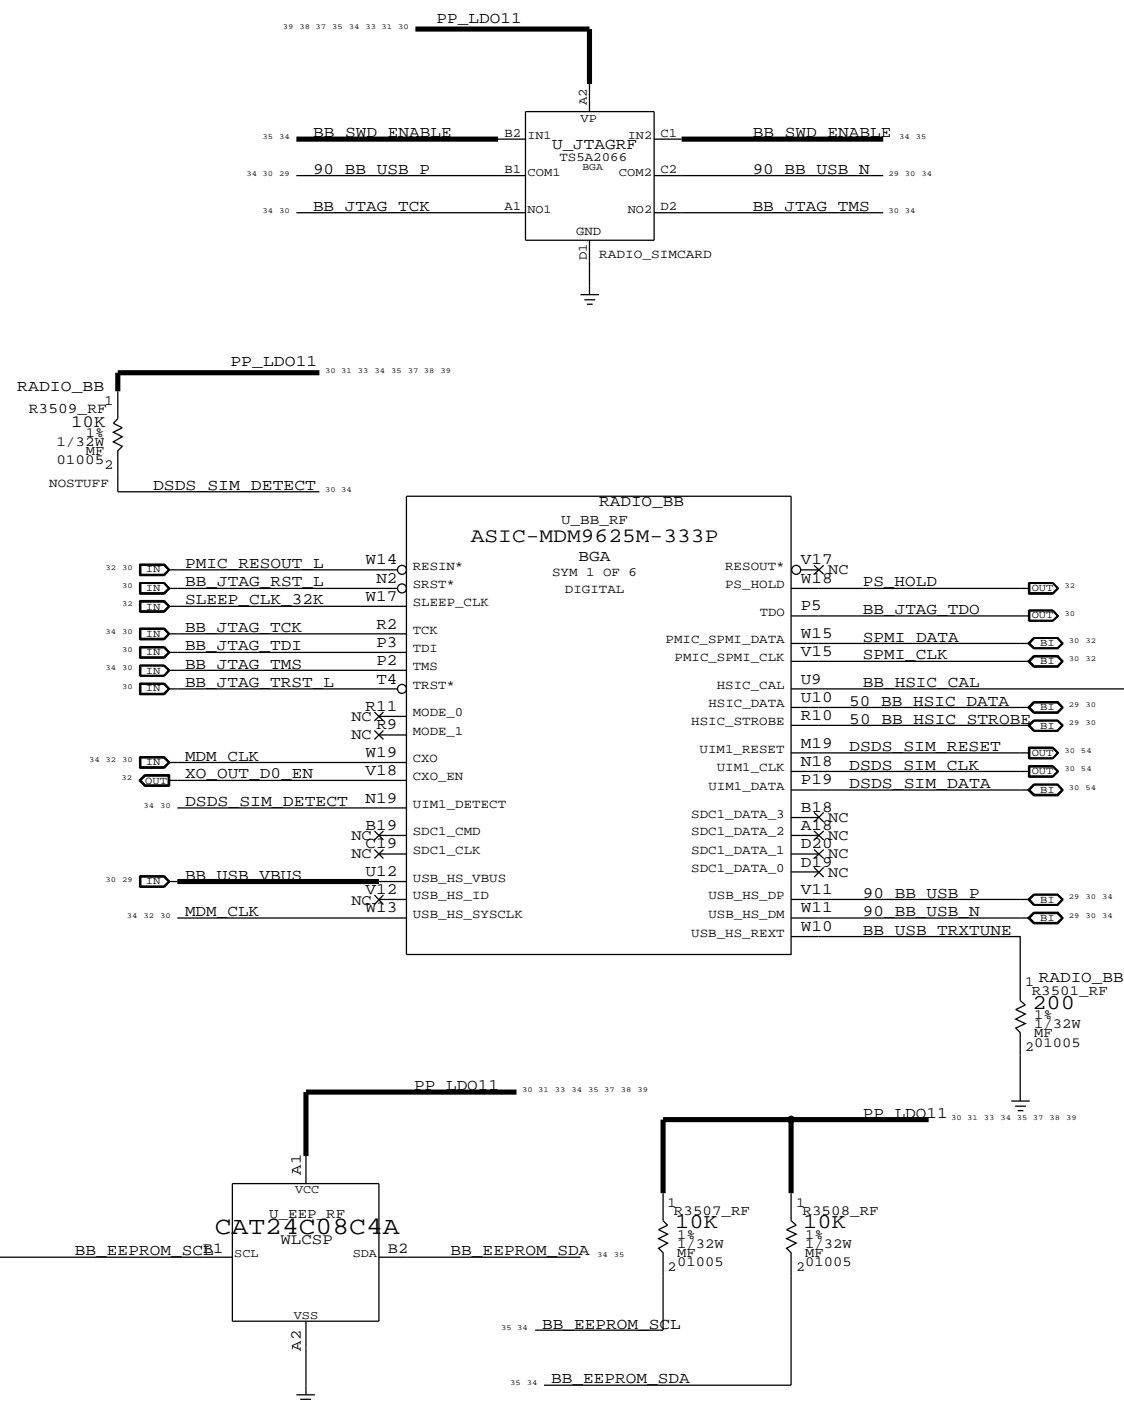 39 38 37 35 34 33 31 30 PP_LDO11
A2
VP
35 34 BB_SWD_ENABLE B2 IN1 IN2 C1 BB_SWD_ENABLE 34 35
U_JTAGRF
TS5A2066
BGA
34 30 29 90_BB_USB_P B1 COM1 COM2 C2 90_BB_USB_N 29 30 34
34 30 BB_JTAG_TCK A1 NO1 NO2 D2 BB_JTAG_TMS 30 34
GND
D1 RADIO_SIMCARD
PP_LDO11 30 31 33 34 35 37 38 39
RADIO_BB
1
R3509_RF
10K
1%
1/32W
MF
01005
2
NOSTUFF
DSDS_SIM_DETECT 30 34
RADIO_BB
U_BB_RF
ASIC-MDM9625M-333P
BGA
SYM 1 OF 6
DIGITAL
32 30 IN PMIC_RESOUT_L W14 RESIN* RESOUT* V17 NC
30 IN BB_JTAG_RST_L N2 SRST* PS_HOLD W18 PS_HOLD OUT 32
32 IN SLEEP_CLK_32K W17 SLEEP_CLK
TDO P5 BB_JTAG_TDO OUT 30
34 30 IN BB_JTAG_TCK R2 TCK PMIC_SPMI_DATA W15 SPMI_DATA BI 30 32
30 IN BB_JTAG_TDI P3 TDI PMIC_SPMI_CLK V15 SPMI_CLK BI 30 32
34 30 IN BB_JTAG_TMS P2 TMS
30 IN BB_JTAG_TRST_L T4 TRST* HSIC_CAL U9 BB_HSIC_CAL
NC R11 MODE_0 HSIC_DATA U10 50_BB_HSIC_DATA BI 29 30
NC R9 MODE_1 HSIC_STROBE R10 50_BB_HSIC_STROBE BI 29 30
34 32 30 IN MDM_CLK W19 CXO UIM1_RESET M19 DSDS_SIM_RESET OUT 30 54
32 OUT XO_OUT_D0_EN V18 CXO_EN UIM1_CLK N18 DSDS_SIM_CLK OUT 30 54
UIM1_DATA P19 DSDS_SIM_DATA BI 30 54
34 30 DSDS_SIM_DETECT N19 UIM1_DETECT
SDC1_DATA_3 B18 NC
NC B19 SDC1_CMD SDC1_DATA_2 A18 NC
NC C19 SDC1_CLK SDC1_DATA_1 D20 NC
SDC1_DATA_0 D19 NC
30 29 IN BB_USB_VBUS U12 USB_HS_VBUS
NC V12 USB_HS_ID USB_HS_DP V11 90_BB_USB_P BI 29 30 34
34 32 30 MDM_CLK W13 USB_HS_SYSCLK USB_HS_DM W11 90_BB_USB_N BI 29 30 34
USB_HS_REXT W10 BB_USB_TRXTUNE
1 RADIO_BB
R3501_RF
200
1%
1/32W
MF
2 01005
PP_LDO11 30 31 33 34 35 37 38 39
PP_LDO11 30 31 33 34 35 37 38 39
A1
VCC
U_EEP_RF
CAT24C08C4A
WLCSP
BB_EEPROM_SCL B1 SCL SDA B2 BB_EEPROM_SDA 34 35
VSS
A2
1
R3507_RF
10K
1%
1/32W
MF
2 01005
1
R3508_RF
10K
1%
1/32W
MF
2 01005
35 34 BB_EEPROM_SCL
35 34 BB_EEPROM_SDA